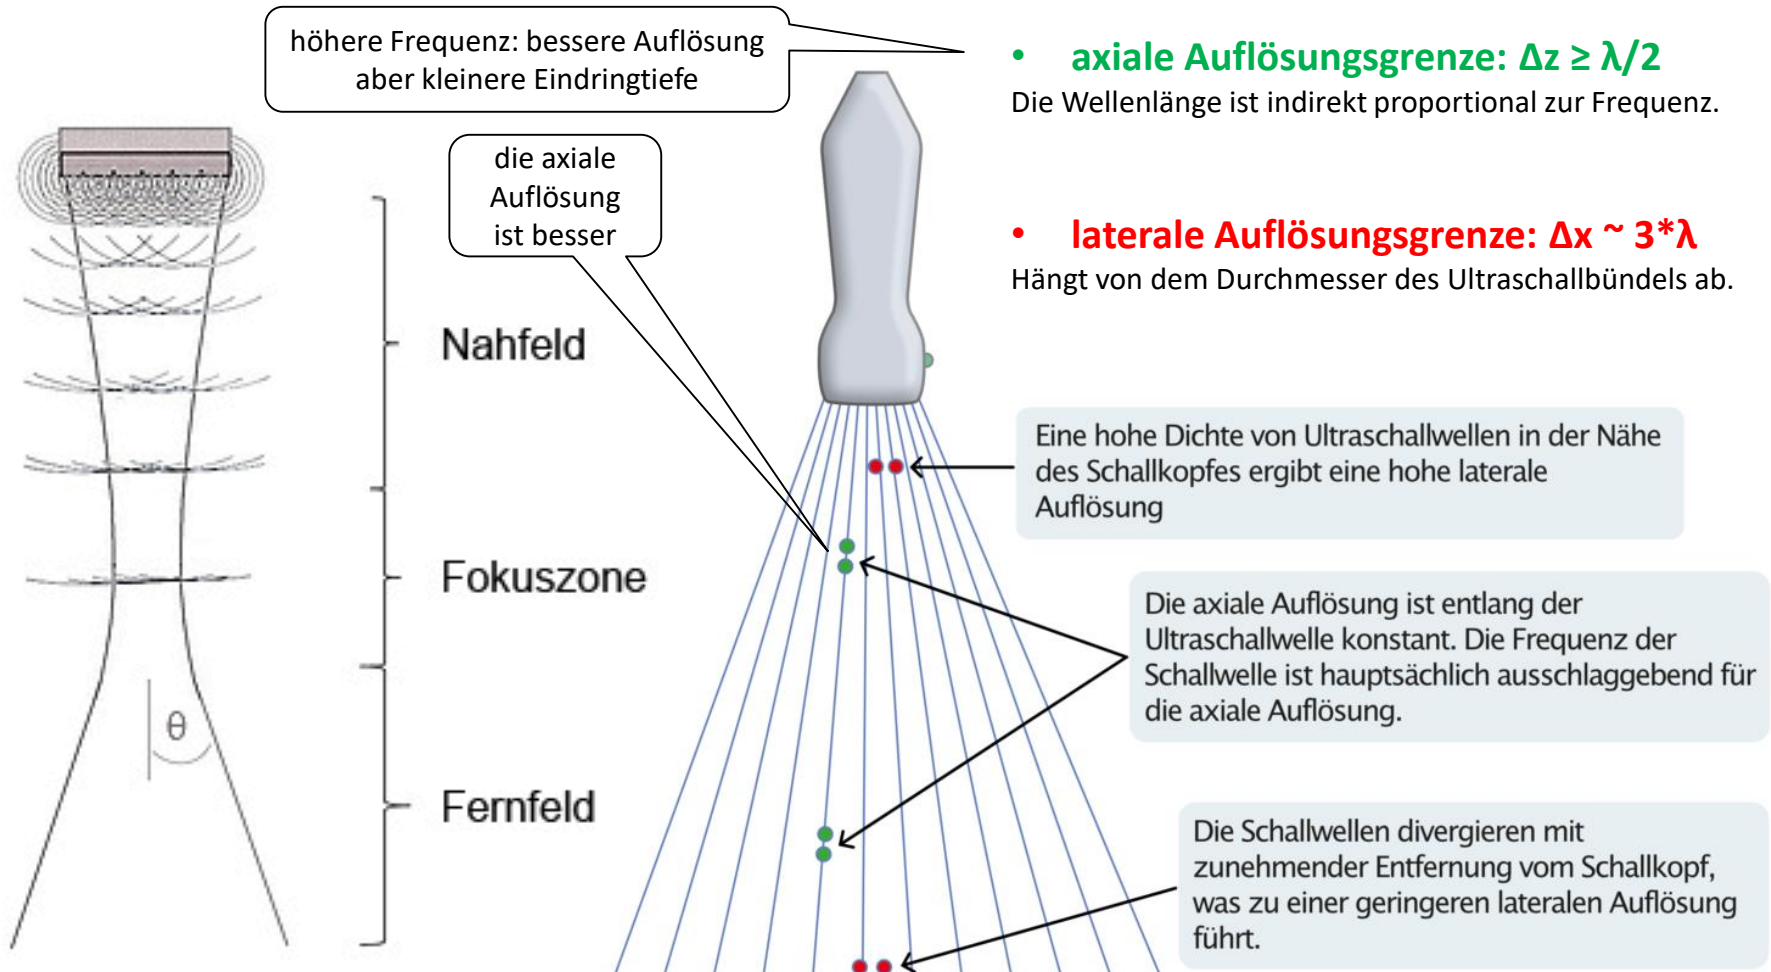 höhere Frequenz: bessere Auflösung
aber kleinere Eindringtiefe
• axiale Auflösungsgrenze: Δz ≥ λ/2
Die Wellenlänge ist indirekt proportional zur Frequenz.
die axiale
Auflösung
ist besser
• laterale Auflösungsgrenze: Δx ~ 3*λ
Hängt von dem Durchmesser des Ultraschallbündels ab.
Nahfeld
Fokuszone
Fernfeld
θ
Eine hohe Dichte von Ultraschallwellen in der Nähe
des Schallkopfes ergibt eine hohe laterale
Auflösung
Die axiale Auflösung ist entlang der
Ultraschallwelle konstant. Die Frequenz der
Schallwelle ist hauptsächlich ausschlaggebend für
die axiale Auflösung.
Die Schallwellen divergieren mit
zunehmender Entfernung vom Schallkopf,
was zu einer geringeren lateralen Auflösung
führt.